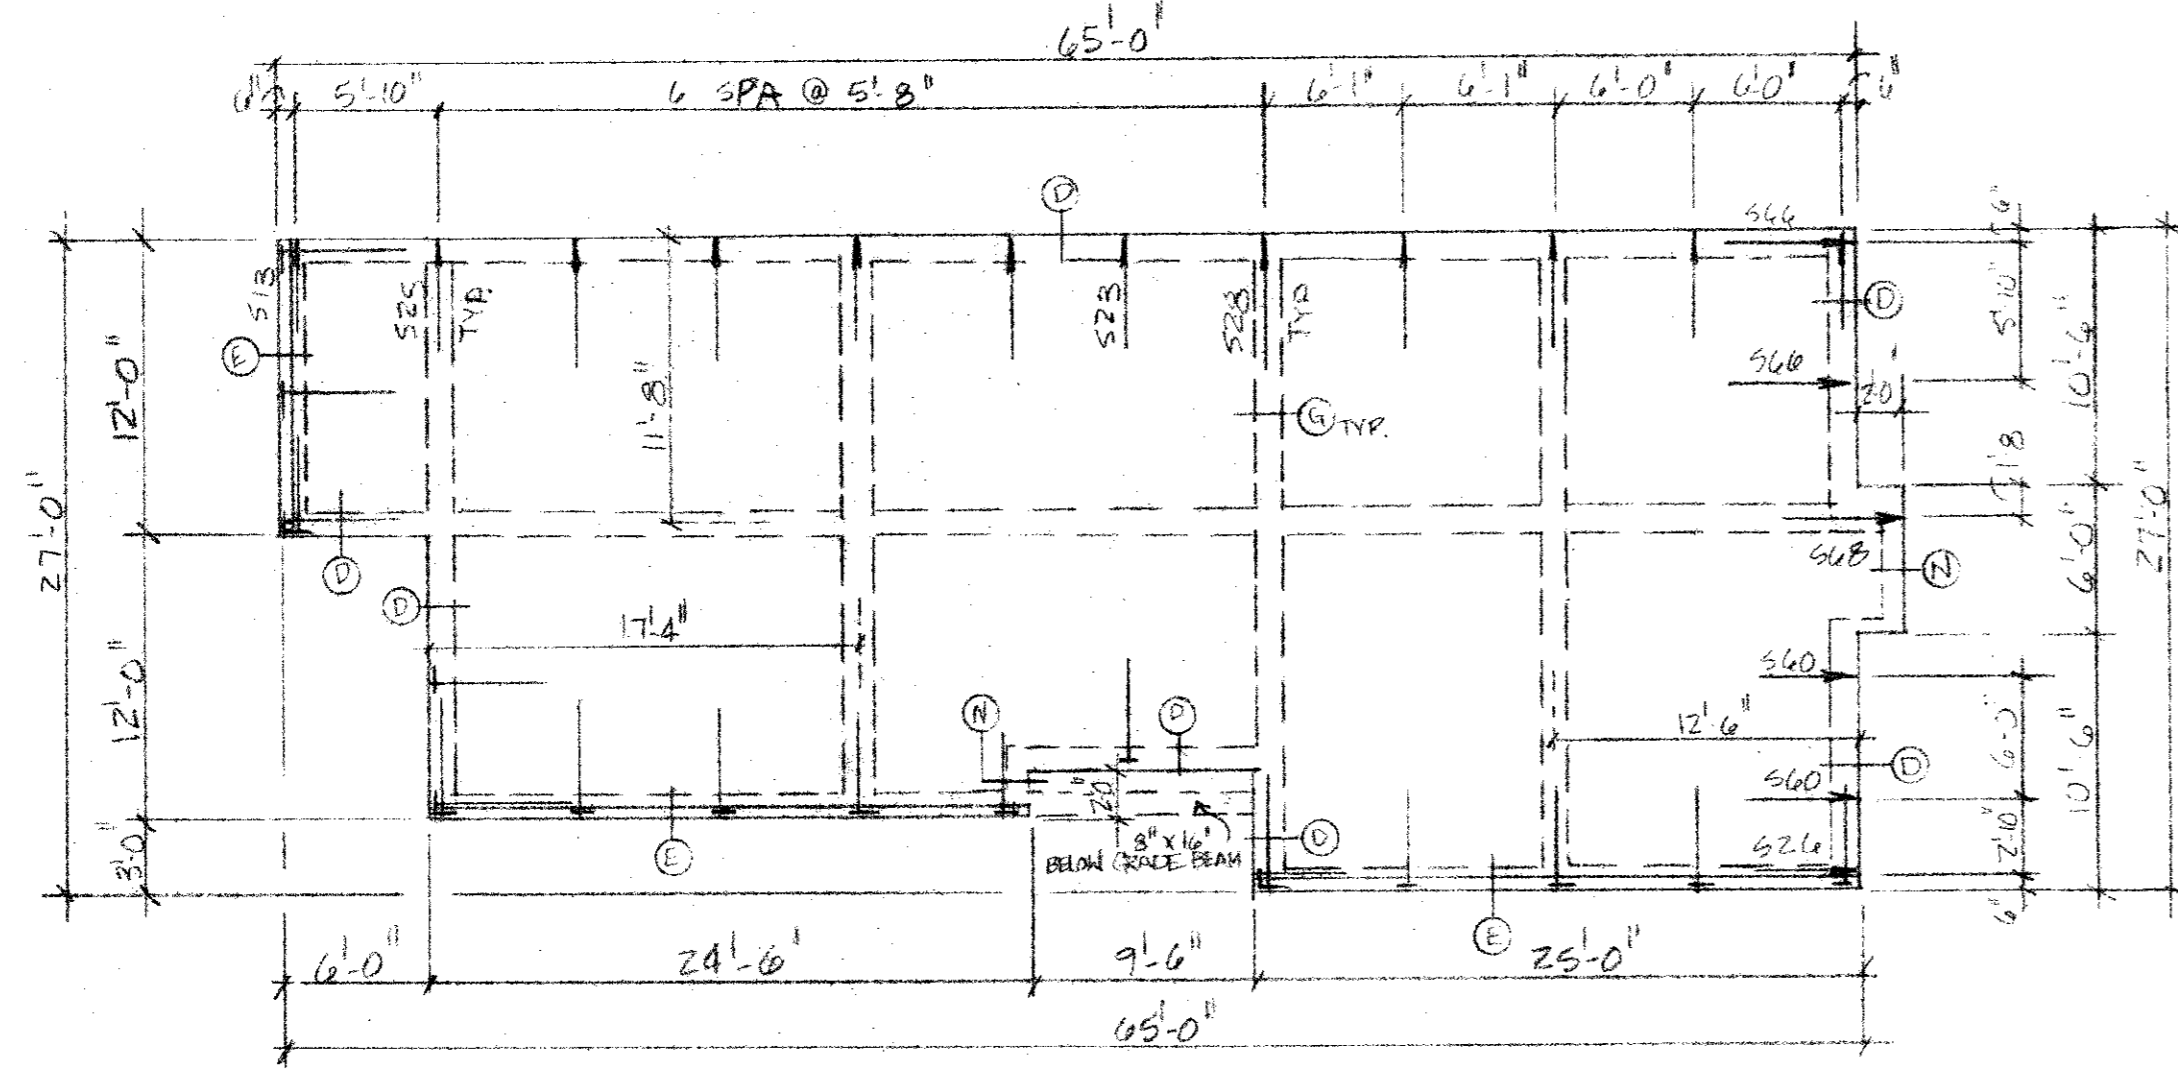 65'-0"
6" 5'-10" 6 SPA @ 5'-8" 6'-1" 6'-1" 6'-0" 6'-0" 6"
D
S66
6"
S13
S25
TYP.
S23
S28
TYP
D
5'-10"
E
12'-0"
11'-8"
S66
2'-0"
10'-6"
G TYP.
27'-0"
D
S68
N
6'-0"
27'-0"
D
17'-4"
S60
12'-0"
N
D
12'-6"
6'-0"
2'-0"
S60
D
10'-6"
8" x 16"
BELOW GRADE BEAM
D
S26
2'-10"
3'-0"
E
6"
E
6'-0" 24'-6" 9'-6" 25'-0"
65'-0"